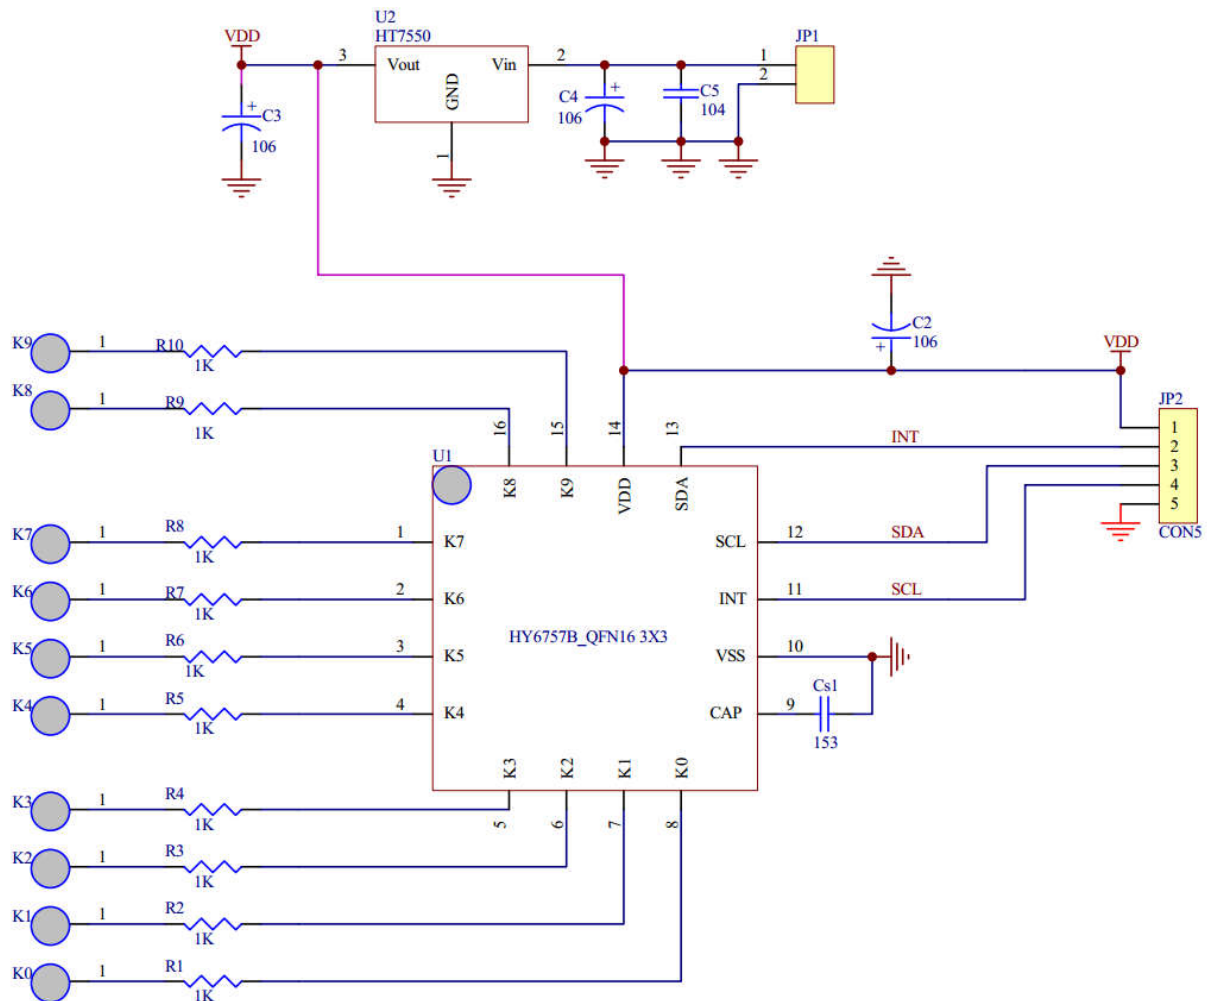 U2
HT7550
VDD
3
Vout
Vin
2
GND
1
JP1
1
2
C3
106
C4
106
C5
104
C2
106
VDD
JP2
1
2
3
4
5
CON5
K9
1
R10
1K
K8
1
R9
1K
16
15
14
13
INT
U1
K8
K9
VDD
SDA
K7
1
R8
1K
1
K7
SCL
12
SDA
K6
1
R7
1K
2
K6
INT
11
SCL
HY6757B_QFN16 3X3
K5
1
R6
1K
3
K5
VSS
10
K4
1
R5
1K
4
K4
CAP
9
Cs1
153
K3
K2
K1
K0
5
6
7
8
K3
1
R4
1K
K2
1
R3
1K
K1
1
R2
1K
K0
1
R1
1K